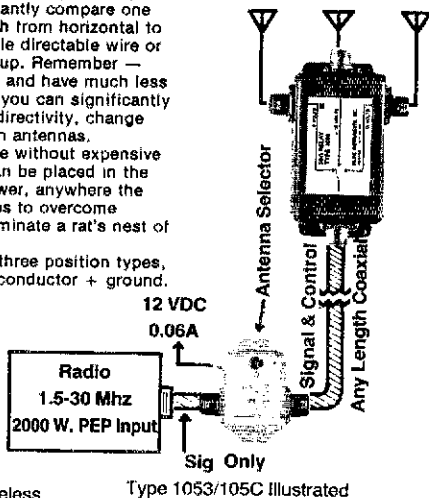 antly compare one
h from horizontal to
le directable wire or
up. Remember —
and have much less
you can significantly
directivity, change
n antennas.
e without expensive
an be placed in the
wer, anywhere the
is to overcome
minate a rat's nest of
three position types,
conductor + ground.
Antenna Selector
Signal & Control
Any Length Coaxial
12 VDC
0.06A
Radio
1.5-30 Mhz
2000 W. PEP Input
Sig Only
eless
Type 1053/105C Illustrated